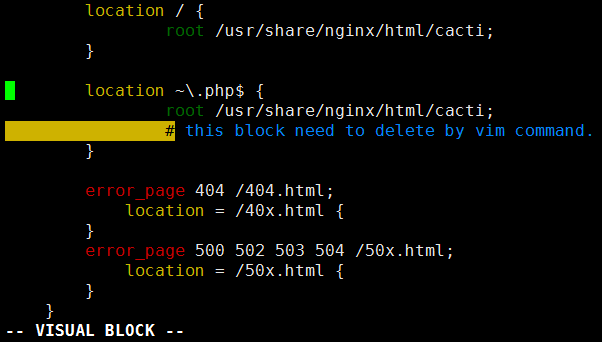 location / {
root /usr/share/nginx/html/cacti;
}
location ~\.php$ {
root /usr/share/nginx/html/cacti;
# this block need to delete by vim command.
}
error_page 404 /404.html;
location = /40x.html {
}
error_page 500 502 503 504 /50x.html;
location = /50x.html {
}
}
-- VISUAL BLOCK --